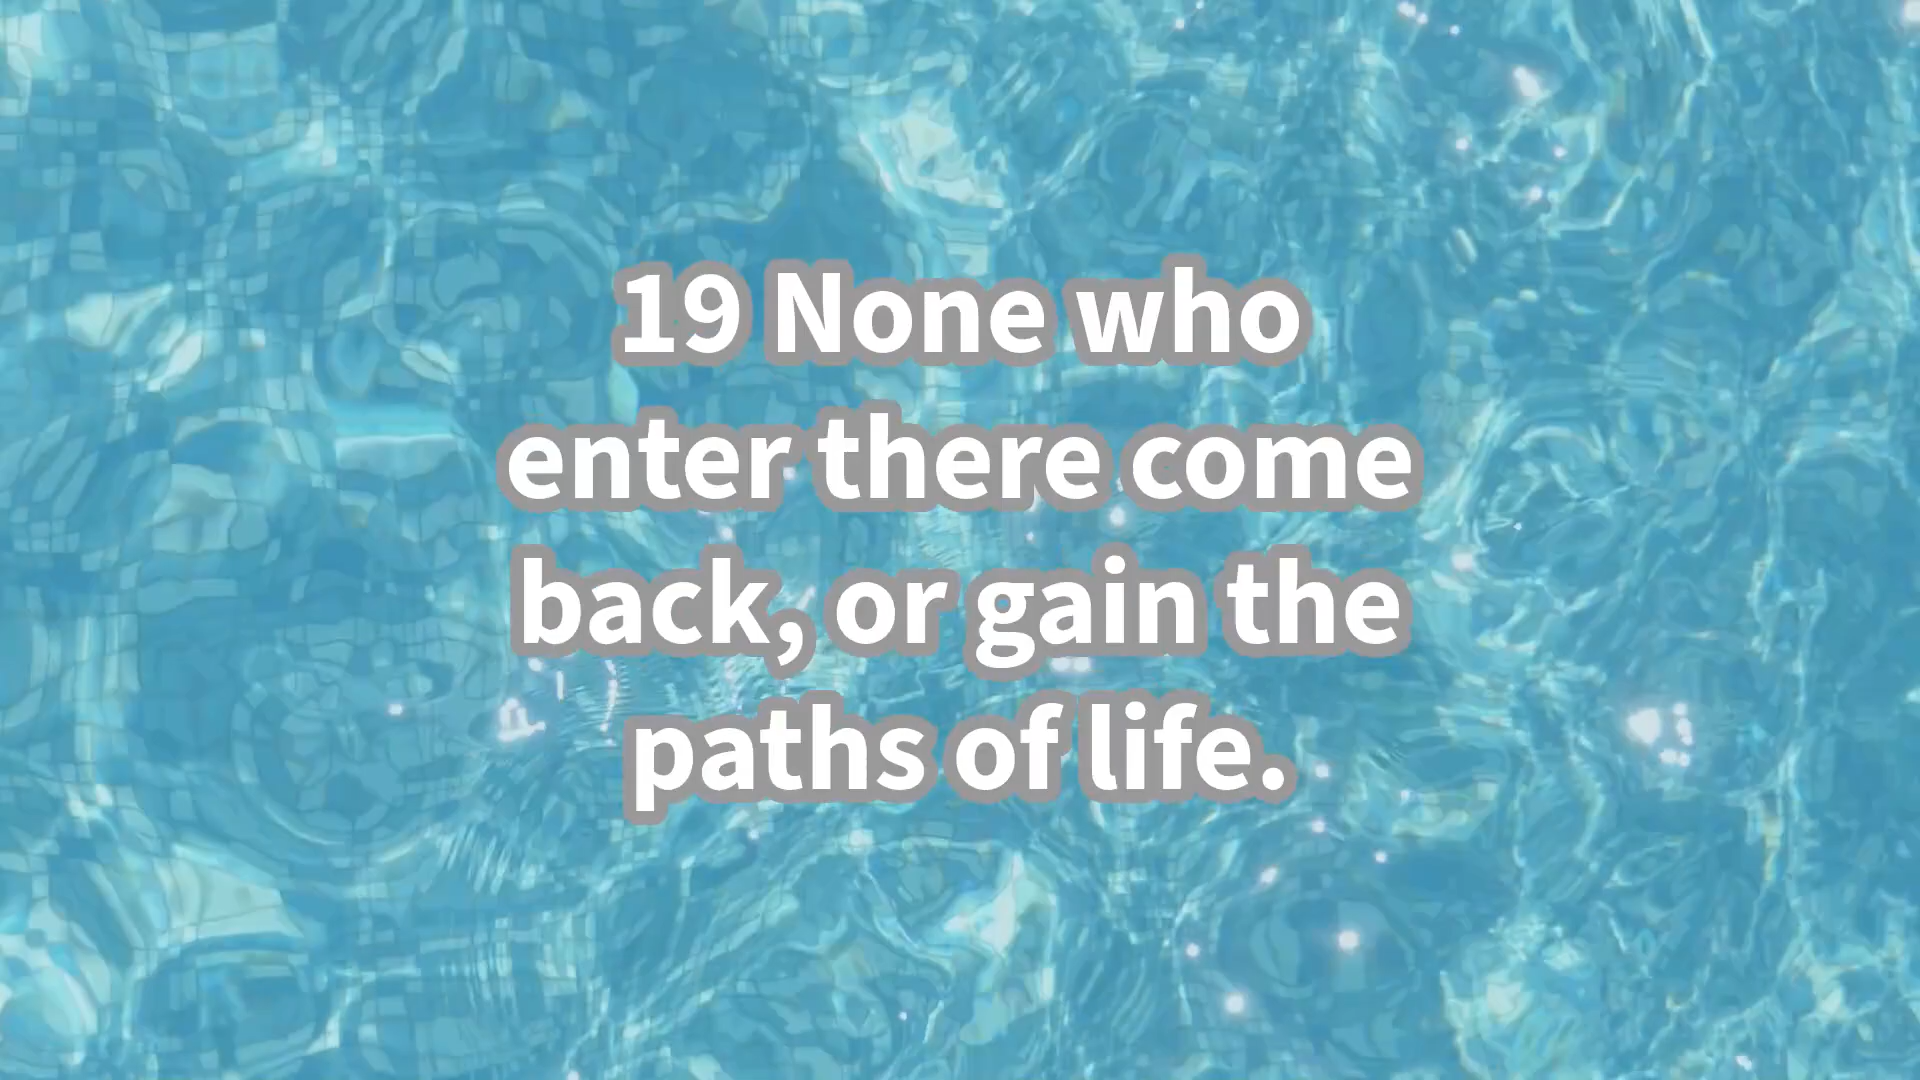 19 None who
enter there come
back, or gain the
paths of life.